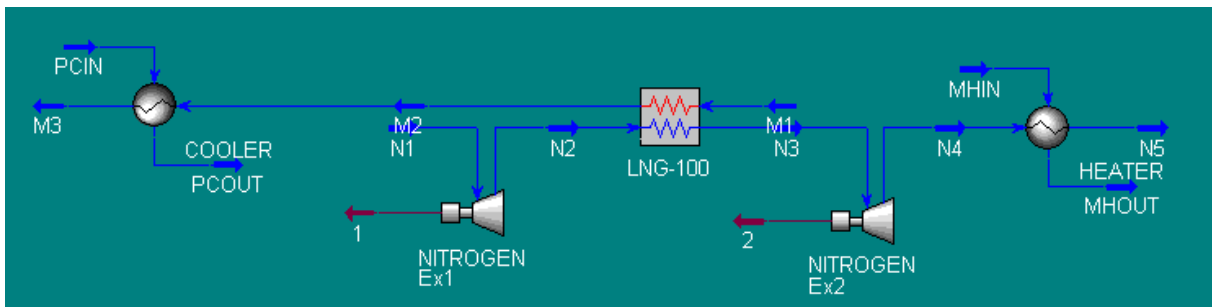 PCIN
MHIN
M3
M2
M1
N1
N2
N3
N4
N5
COOLER
PCOUT
LNG-100
HEATER
MHOUT
1
2
NITROGEN
Ex1
NITROGEN
Ex2